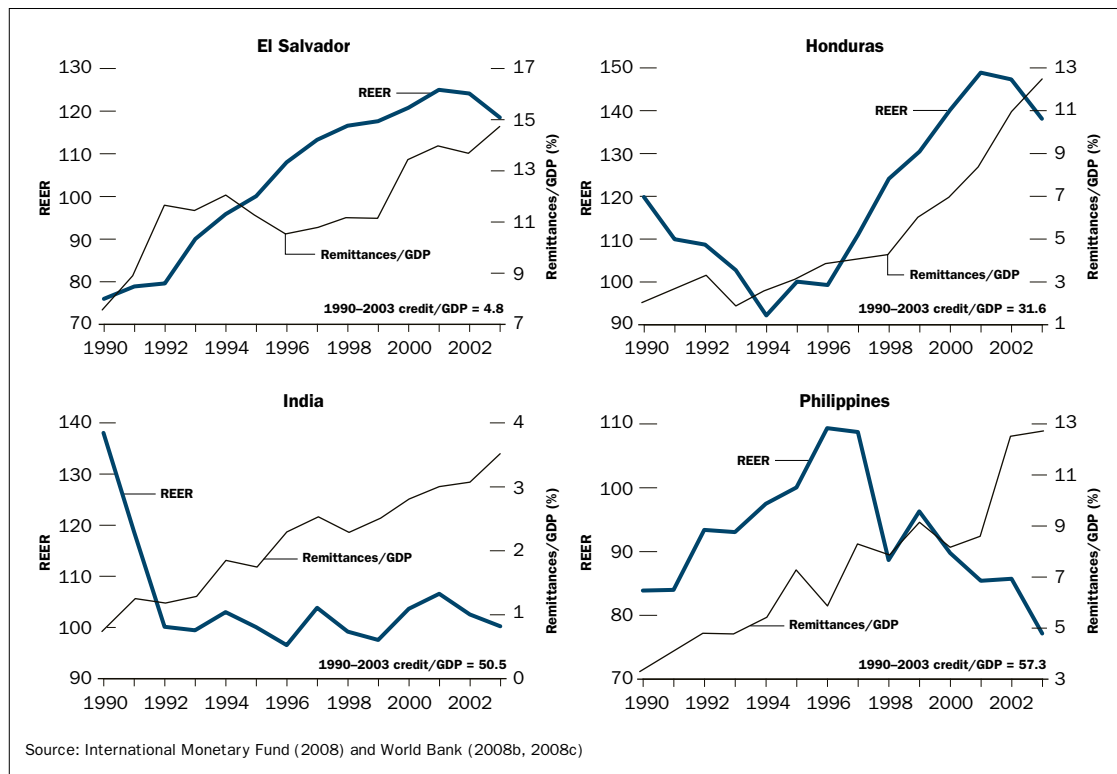 El Salvador
130
120
110
100
90
80
70
REER
17
15
13
11
9
7
Remittances/GDP (%)
REER
Remittances/GDP
1990–2003 credit/GDP = 4.8
1990 1992 1994 1996 1998 2000 2002
Honduras
150
140
130
120
110
100
90
REER
13
11
9
7
5
3
1
Remittances/GDP (%)
REER
Remittances/GDP
1990–2003 credit/GDP = 31.6
1990 1992 1994 1996 1998 2000 2002
India
140
130
120
110
100
90
REER
4
3
2
1
0
Remittances/GDP (%)
REER
Remittances/GDP
1990–2003 credit/GDP = 50.5
1990 1992 1994 1996 1998 2000 2002
Philippines
110
100
90
80
70
REER
13
11
9
7
5
3
Remittances/GDP (%)
REER
Remittances/GDP
1990–2003 credit/GDP = 57.3
1990 1992 1994 1996 1998 2000 2002
Source: International Monetary Fund (2008) and World Bank (2008b, 2008c)